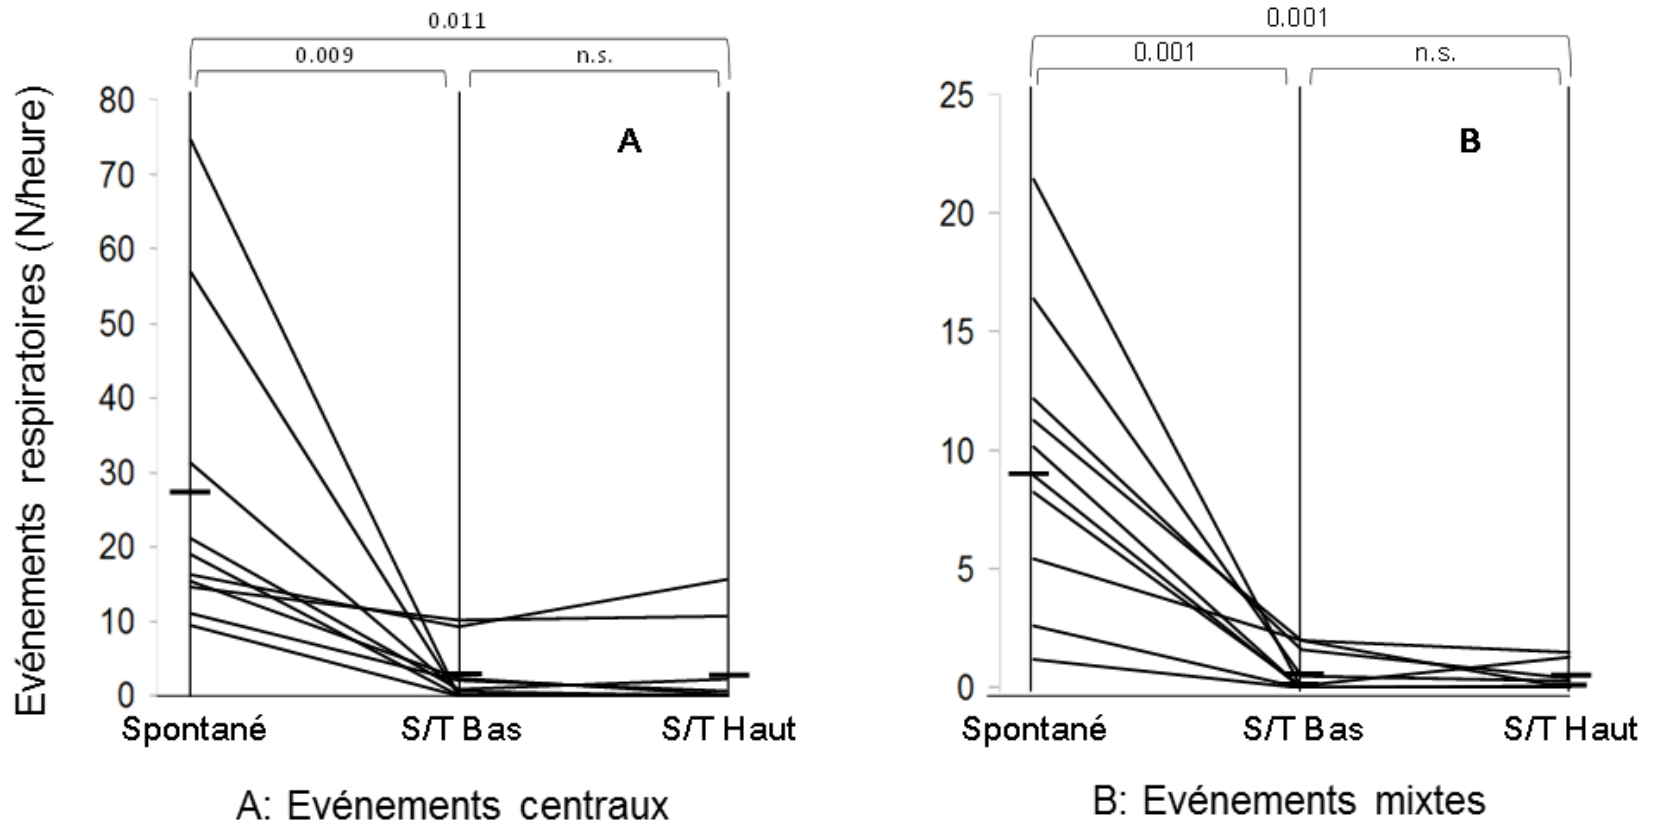 0.011
0.009 n.s.
A
Evénements respiratoires (N/heure)
80
70
60
50
40
30
20
10
0
Spontané S/T Bas S/T Haut
A: Evénements centraux
0.001
0.001 n.s.
B
25
20
15
10
5
0
Spontané S/T Bas S/T Haut
B: Evénements mixtes